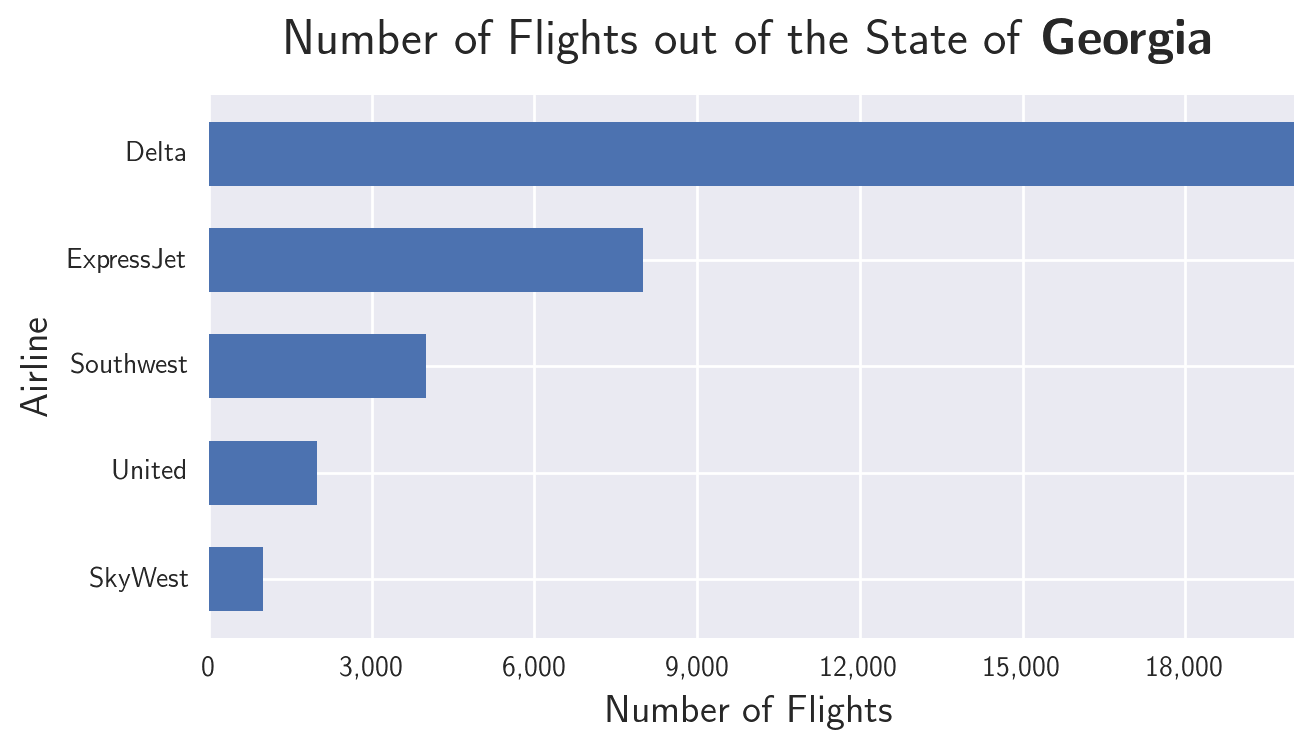 Number of Flights out of the State of Georgia
Delta
ExpressJet
Southwest
United
SkyWest
Airline
0 3,000 6,000 9,000 12,000 15,000 18,000
Number of Flights